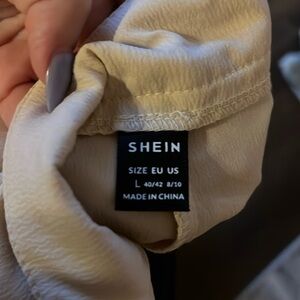 SHEIN
SIZE EU US
L 40/42 8/10
MADE IN CHINA